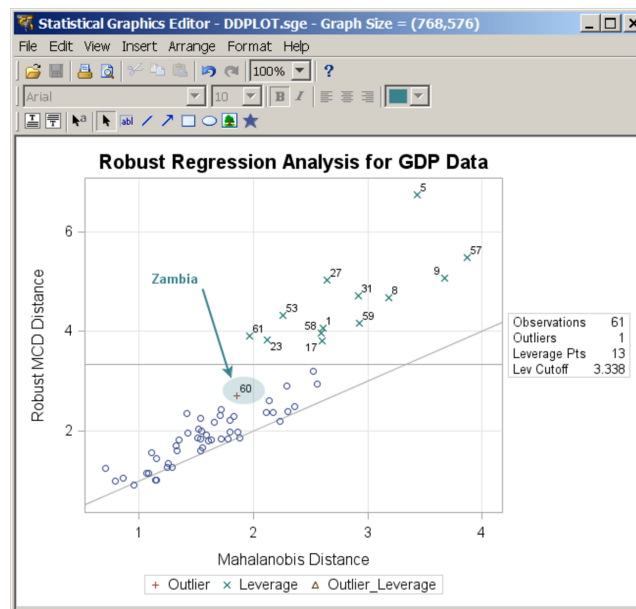 Statistical Graphics Editor - DDPLOT.sge - Graph Size = (768,576)
File Edit View Insert Arrange Format Help
100% ?
Arial 10 B I
T T a abl
Robust Regression Analysis for GDP Data
5
6
57
27
9
Zambia
31
8
53
1
4
61
58
59
23
17
60
2
Robust MCD Distance
1 2 3 4
Mahalanobis Distance
Observations 61
Outliers 1
Leverage Pts 13
Lev Cutoff 3.338
+ Outlier × Leverage △ Outlier_Leverage